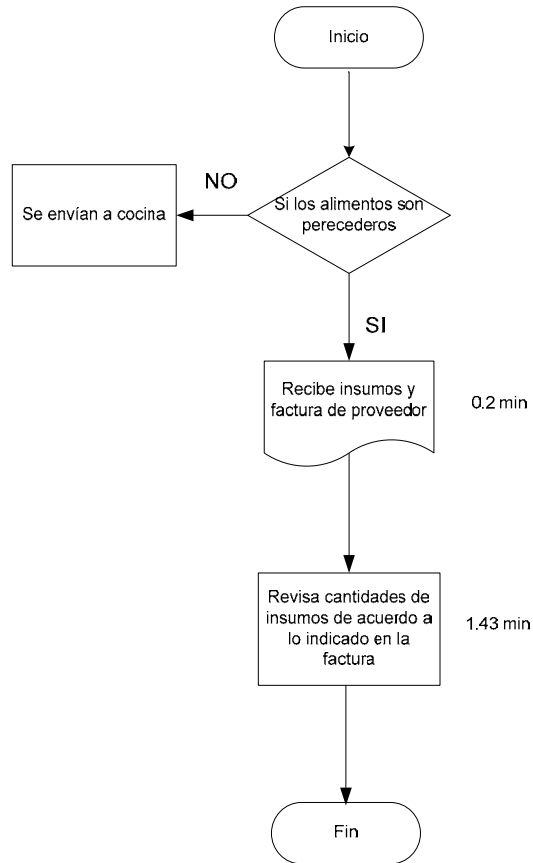 Inicio
NO
Si los alimentos son
perecederos
Se envían a cocina
SI
Recibe insumos y
factura de proveedor
0.2 min
Revisa cantidades de
insumos de acuerdo a
lo indicado en la
factura
1.43 min
Fin